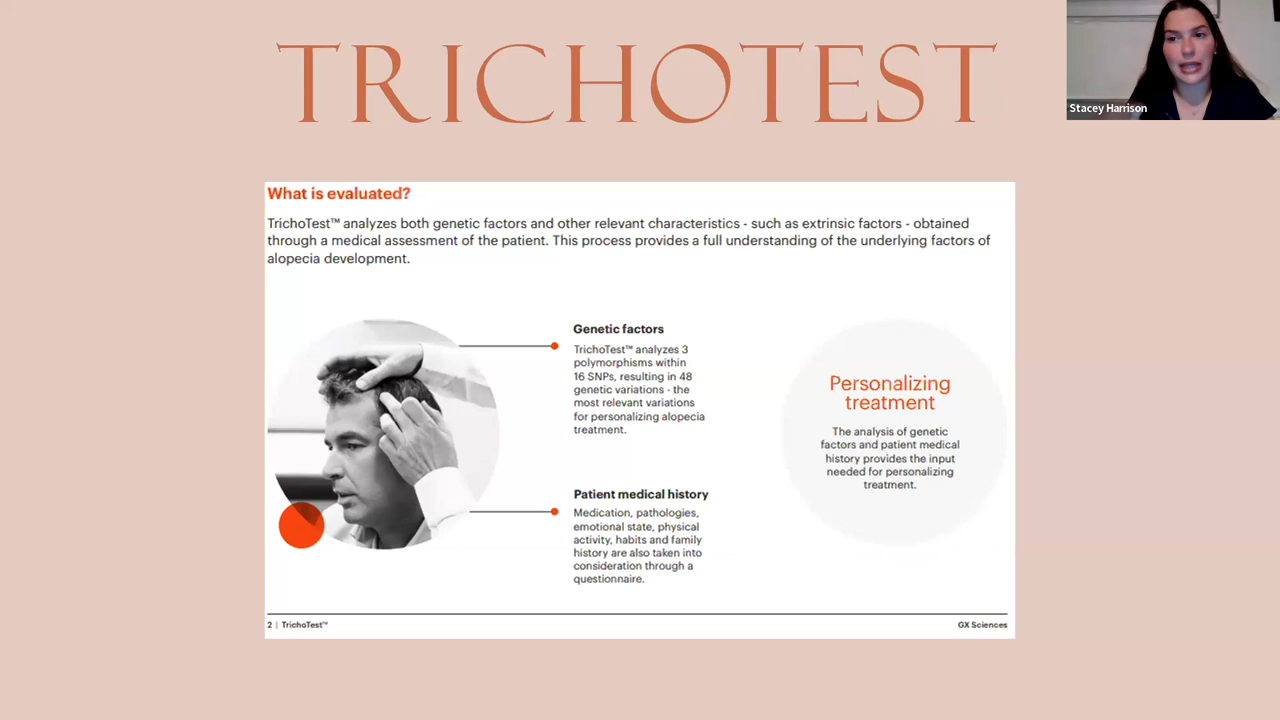 TRICHOTEST
Stacey Harrison
What is evaluated?
TrichoTest™ analyzes both genetic factors and other relevant characteristics - such as extrinsic factors - obtained
through a medical assessment of the patient. This process provides a full understanding of the underlying factors of
alopecia development.
Genetic factors
TrichoTest™ analyzes 3
polymorphisms within
16 SNPs, resulting in 48
genetic variations - the
most relevant variations
for personalizing alopecia
treatment.
Patient medical history
Medication, pathologies,
emotional state, physical
activity, habits and family
history are also taken into
consideration through a
questionnaire.
Personalizing
treatment
The analysis of genetic
factors and patient medical
history provides the input
needed for personalizing
treatment.
2 | TrichoTest™
GX Sciences